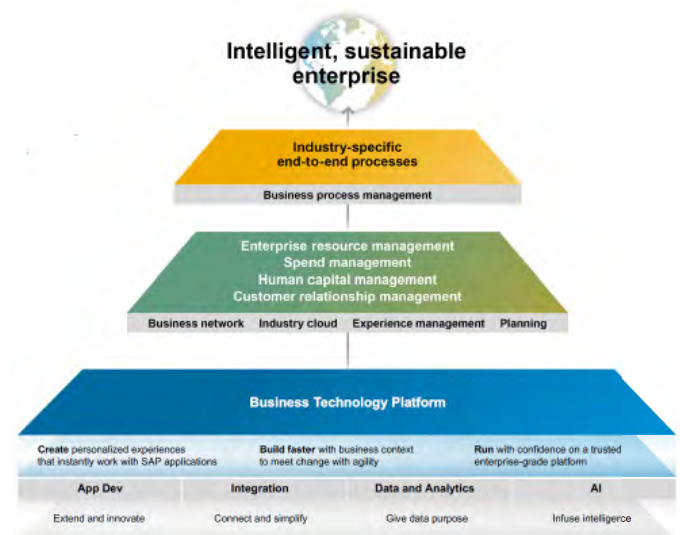 Intelligent, sustainable
enterprise
Industry-specific
end-to-end processes
Business process management
Enterprise resource management
Spend management
Human capital management
Customer relationship management
Business network Industry cloud Experience management Planning
Business Technology Platform
Create personalized experiences
that instantly work with SAP applications
Build faster with business context
to meet change with agility
Run with confidence on a trusted
enterprise-grade platform
App Dev Integration Data and Analytics AI
Extend and innovate Connect and simplify Give data purpose Infuse intelligence